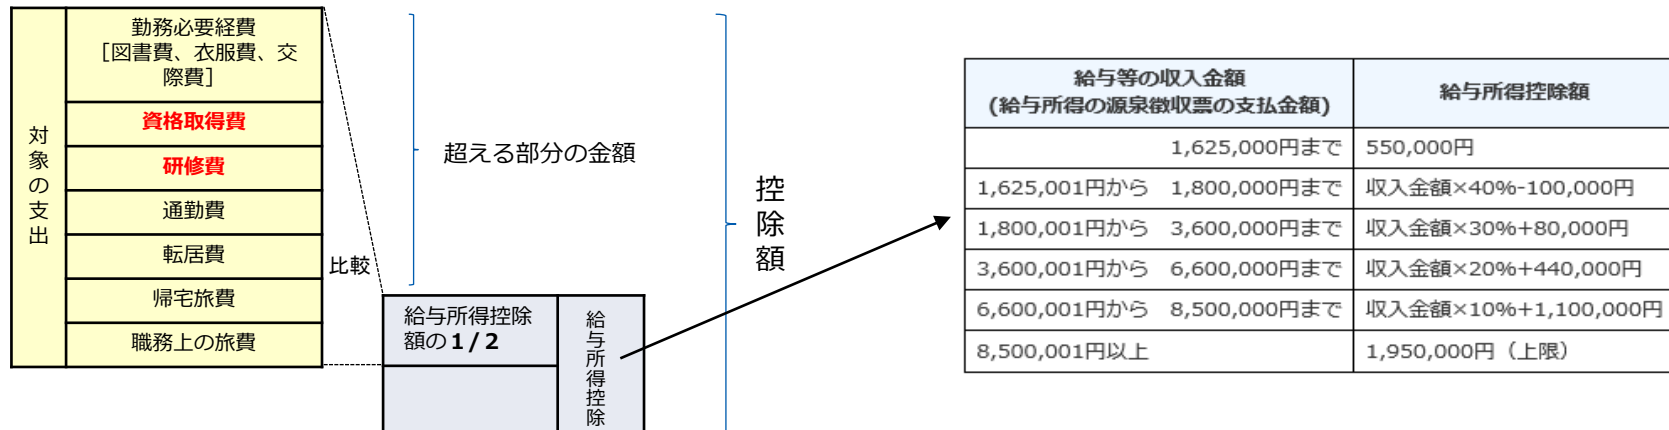 対象の支出
勤務必要経費
［図書費、衣服費、交
際費］
資格取得費
研修費
通勤費
転居費
帰宅旅費
職務上の旅費
比較
超える部分の金額
給与所得控除
額の1/2
給与所得控除
控除額
給与等の収入金額
(給与所得の源泉徴収票の支払金額)
給与所得控除額
1,625,000円まで
550,000円
1,625,001円から 1,800,000円まで
収入金額×40%-100,000円
1,800,001円から 3,600,000円まで
収入金額×30%+80,000円
3,600,001円から 6,600,000円まで
収入金額×20%+440,000円
6,600,001円から 8,500,000円まで
収入金額×10%+1,100,000円
8,500,001円以上
1,950,000円（上限）